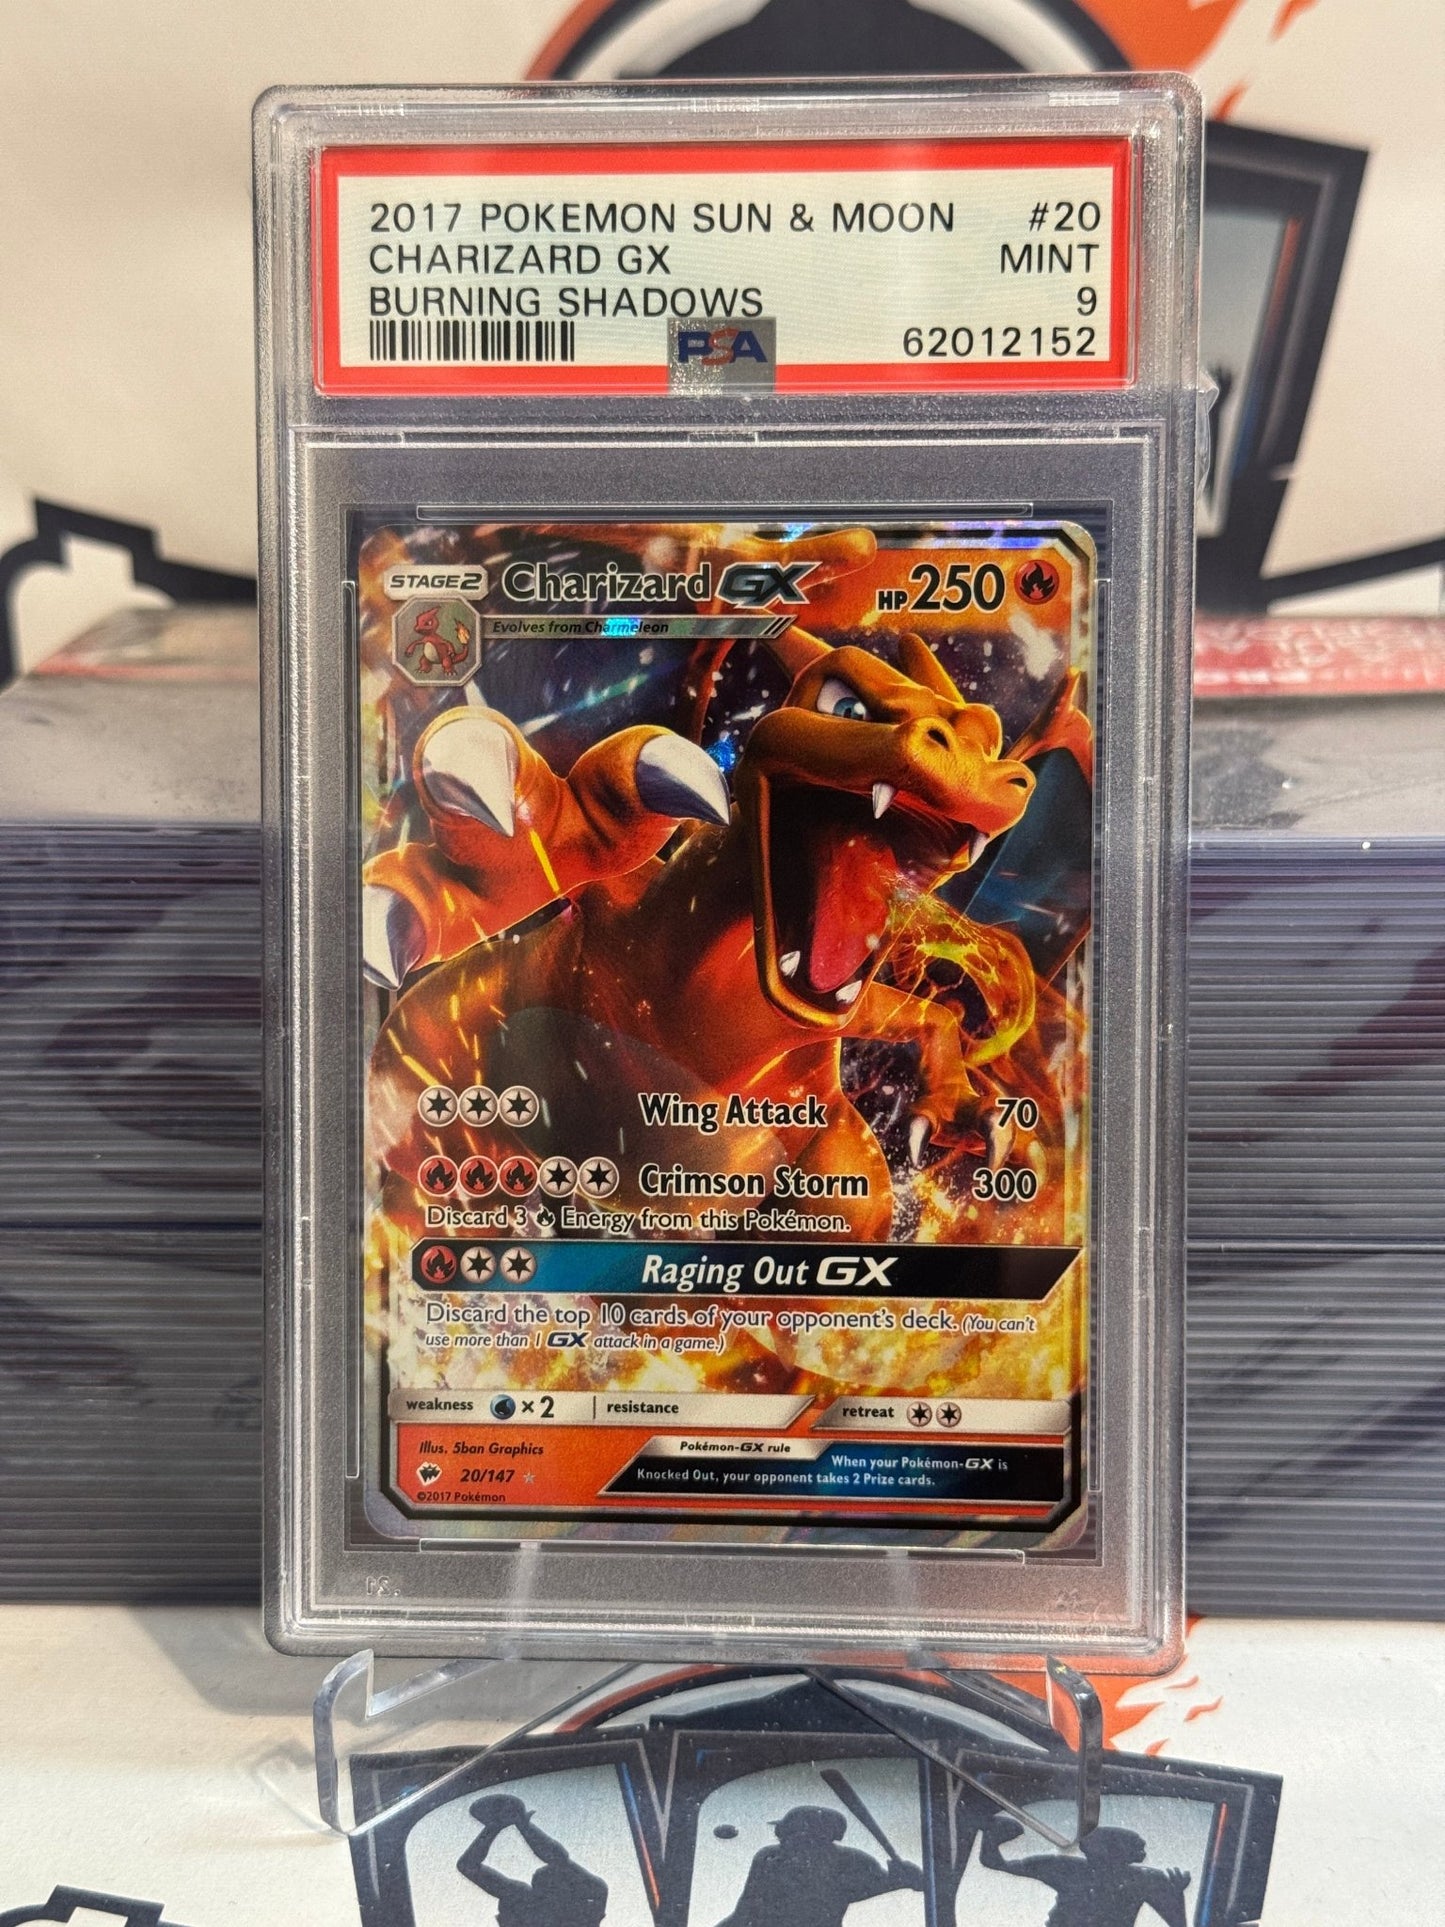 2017 POKEMON SUN & MOON #20
CHARIZARD GX MINT
BURNING SHADOWS 9
PSA 62012152
STAGE2 Charizard GX HP 250
Evolves from Charmeleon
Wing Attack 70
Crimson Storm 300
Discard 3 Energy from this Pokémon.
Raging Out GX
Discard the top 10 cards of your opponent's deck. (You can't
use more than 1 GX attack in a game.)
weakness ×2 resistance retreat
Illus. 5ban Graphics
Pokémon-GX rule
When your Pokémon-GX is
Knocked Out, your opponent takes 2 Prize cards.
20/147
©2017 Pokémon